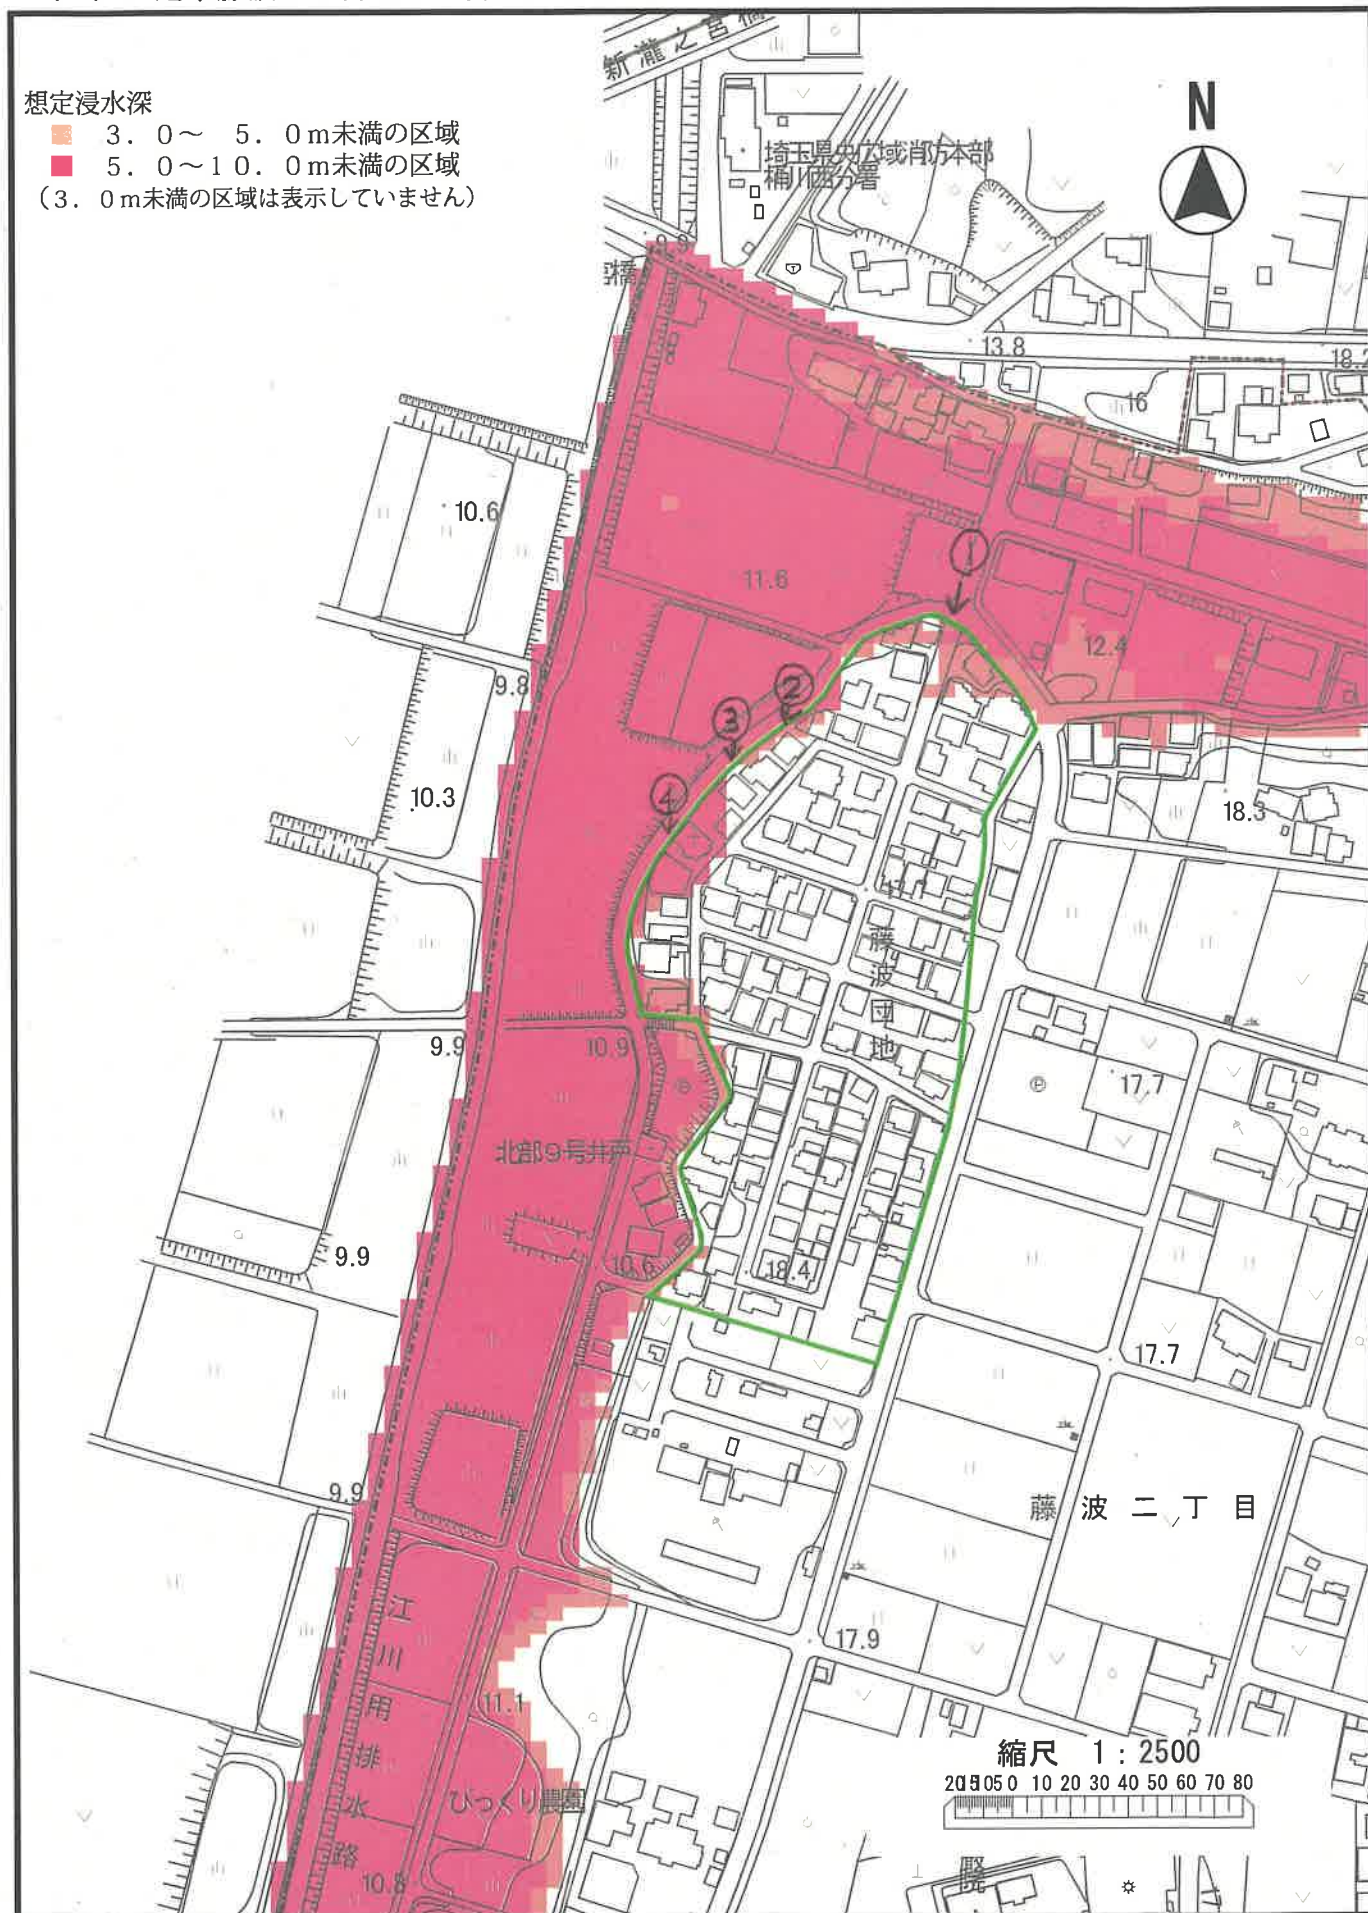 想定浸水深
３．０～　５．０ｍ未満の区域
５．０～１０．０ｍ未満の区域
（３．０ｍ未満の区域は表示していません）
新瀧之宮橋
N
埼玉県央広域消防本部
桶川西分署
9.9
宮橋
13.8
18.2
16
10.6
①
11.6
12.4
9.8
②
③
④
10.3
18.3
藤波団地
9.9
10.9
17.7
北部９号井戸
9.9
10.6
18.4
17.7
9.9
藤波二丁目
江川用排水路
17.9
11.1
縮尺 1：2500
20 15 10 5 0 10 20 30 40 50 60 70 80
びっくり農園
10.8
院